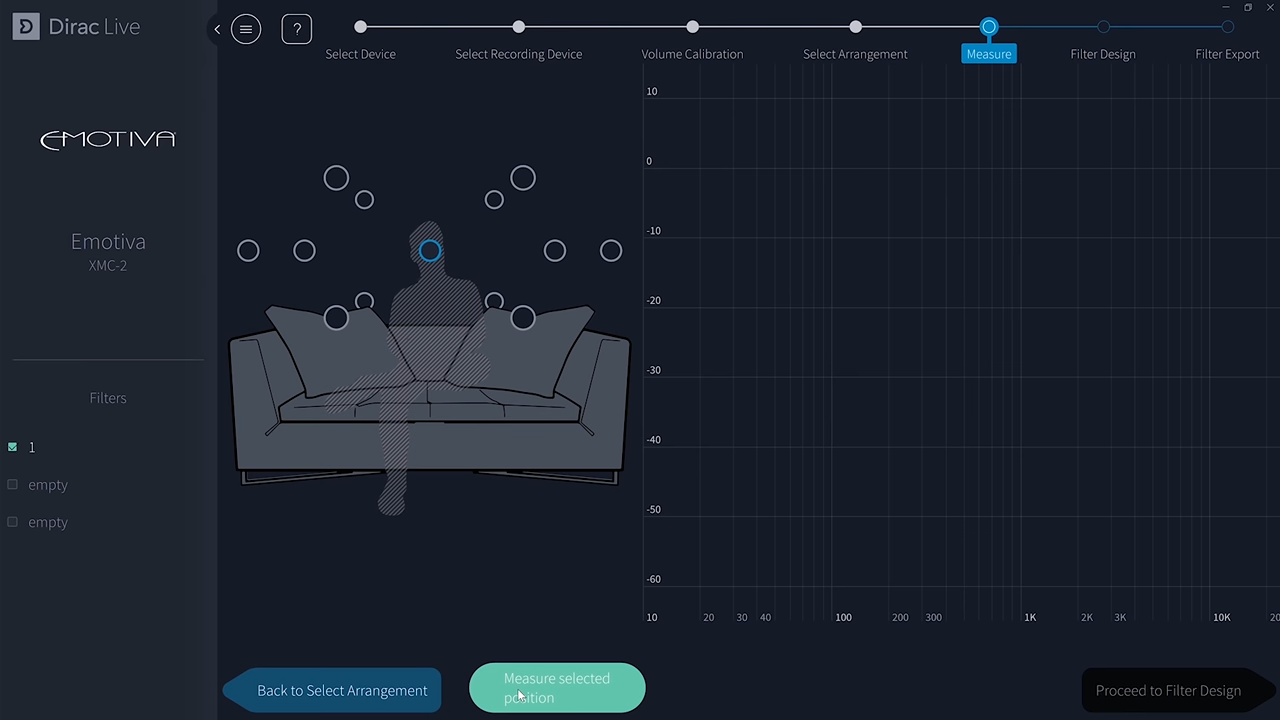 Dirac Live
?
Select Device
Select Recording Device
Volume Calibration
Select Arrangement
Measure
Filter Design
Filter Export
EMOTIVA
Emotiva
XMC-2
Filters
1
empty
empty
10
0
-10
-20
-30
-40
-50
-60
10 20 30 40 100 200 300 1K 2K 3K 10K 20
Back to Select Arrangement
Measure selected
position
Proceed to Filter Design